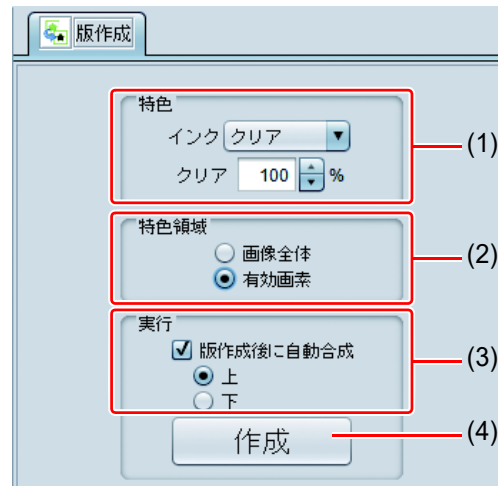 版作成
特色
インク クリア
(1)
クリア 100 %
特色領域
画像全体
(2)
有効画素
実行
版作成後に自動合成
(3)
上
下
作成
(4)